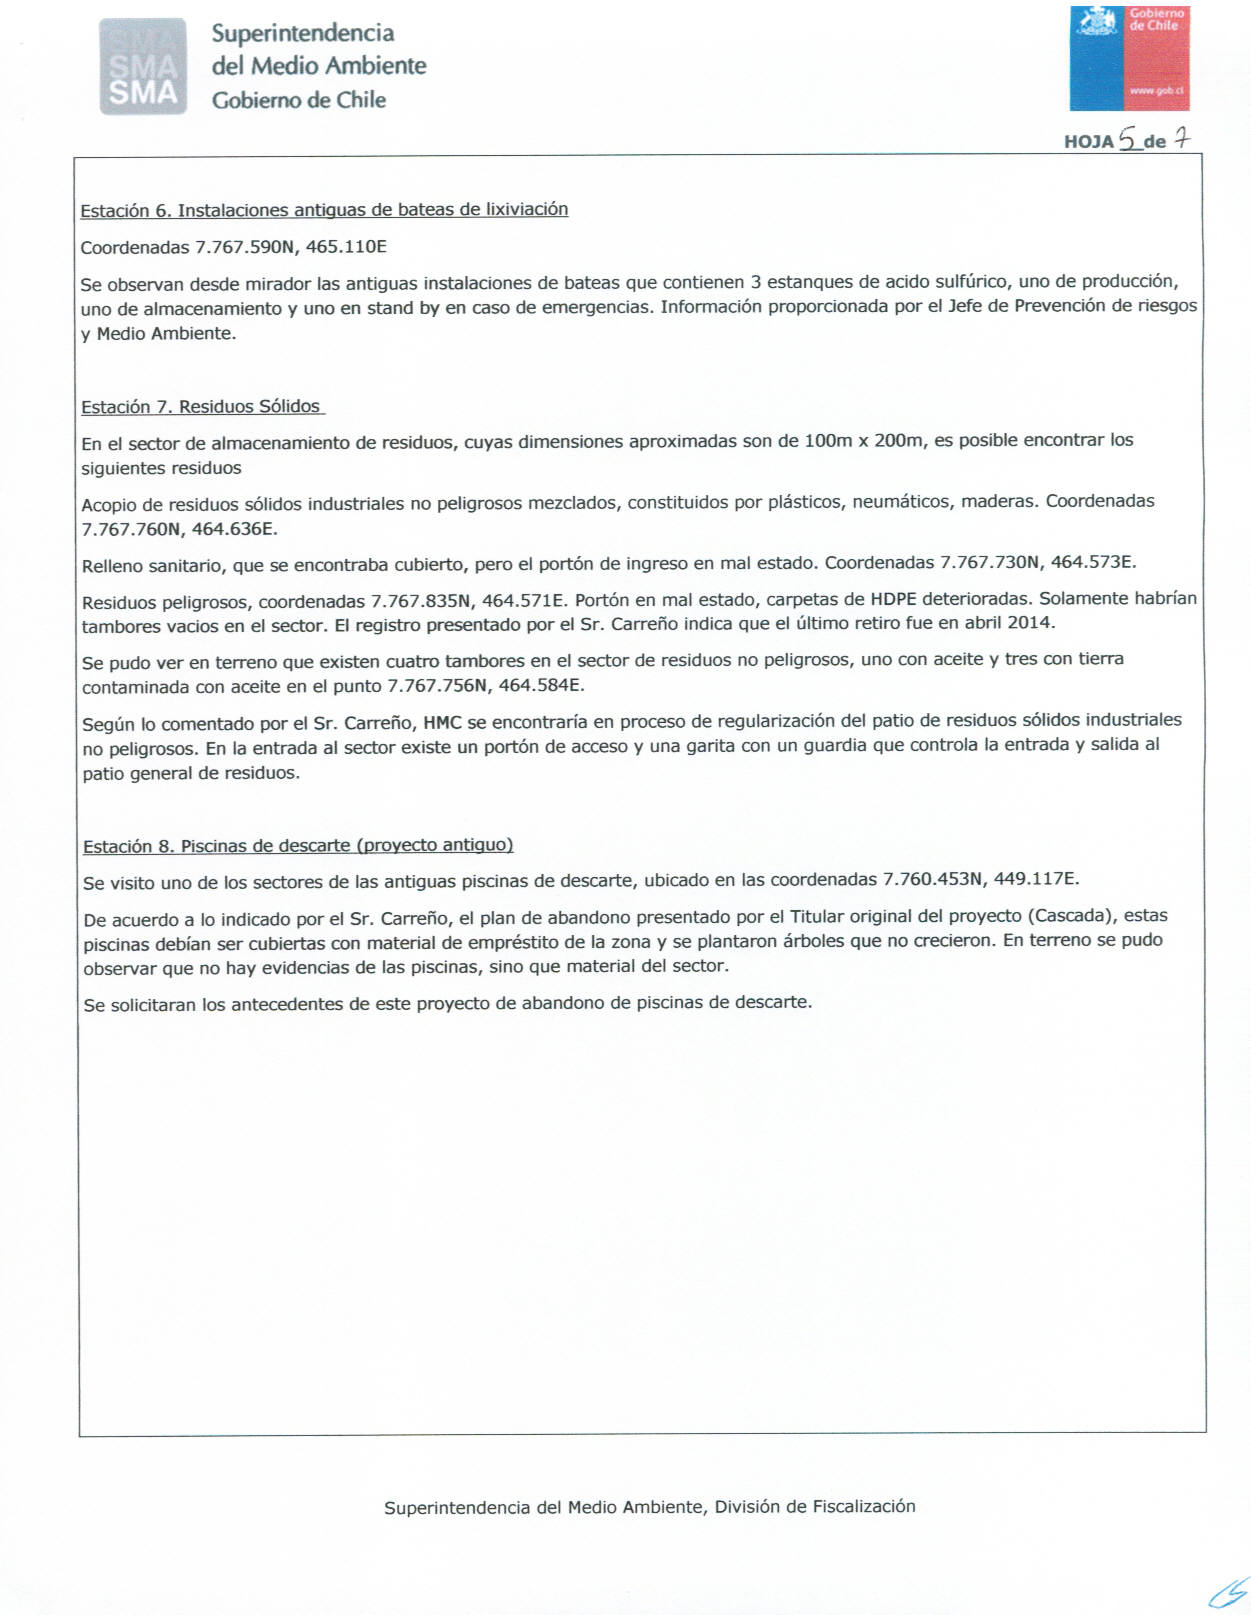 SMA
SMA
SMA
Superintendencia
del Medio Ambiente
Gobierno de Chile
Gobierno
de Chile
www.gob.cl
HOJA 5 de 7
Estación 6. Instalaciones antiguas de bateas de lixiviación
Coordenadas 7.767.590N, 465.110E
Se observan desde mirador las antiguas instalaciones de bateas que contienen 3 estanques de acido sulfúrico, uno de producción,
uno de almacenamiento y uno en stand by en caso de emergencias. Información proporcionada por el Jefe de Prevención de riesgos
y Medio Ambiente.
Estación 7. Residuos Sólidos
En el sector de almacenamiento de residuos, cuyas dimensiones aproximadas son de 100m x 200m, es posible encontrar los
siguientes residuos
Acopio de residuos sólidos industriales no peligrosos mezclados, constituidos por plásticos, neumáticos, maderas. Coordenadas
7.767.760N, 464.636E.
Relleno sanitario, que se encontraba cubierto, pero el portón de ingreso en mal estado. Coordenadas 7.767.730N, 464.573E.
Residuos peligrosos, coordenadas 7.767.835N, 464.571E. Portón en mal estado, carpetas de HDPE deterioradas. Solamente habrían
tambores vacios en el sector. El registro presentado por el Sr. Carreño indica que el último retiro fue en abril 2014.
Se pudo ver en terreno que existen cuatro tambores en el sector de residuos no peligrosos, uno con aceite y tres con tierra
contaminada con aceite en el punto 7.767.756N, 464.584E.
Según lo comentado por el Sr. Carreño, HMC se encontraría en proceso de regularización del patio de residuos sólidos industriales
no peligrosos. En la entrada al sector existe un portón de acceso y una garita con un guardia que controla la entrada y salida al
patio general de residuos.
Estación 8. Piscinas de descarte (proyecto antiguo)
Se visito uno de los sectores de las antiguas piscinas de descarte, ubicado en las coordenadas 7.760.453N, 449.117E.
De acuerdo a lo indicado por el Sr. Carreño, el plan de abandono presentado por el Titular original del proyecto (Cascada), estas
piscinas debían ser cubiertas con material de empréstito de la zona y se plantaron árboles que no crecieron. En terreno se pudo
observar que no hay evidencias de las piscinas, sino que material del sector.
Se solicitaran los antecedentes de este proyecto de abandono de piscinas de descarte.
Superintendencia del Medio Ambiente, División de Fiscalización